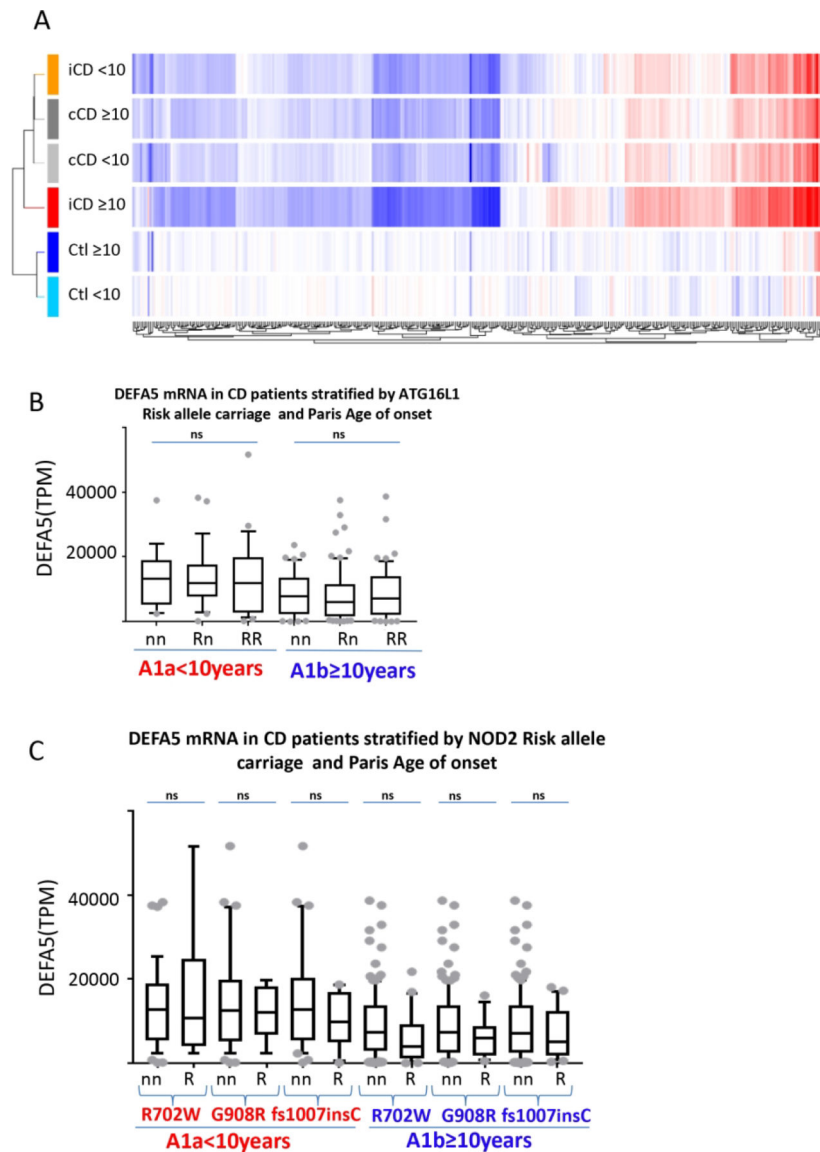 A
iCD <10
cCD ≥10
cCD <10
iCD ≥10
Ctl ≥10
Ctl <10
B
DEFA5 mRNA in CD patients stratified by ATG16L1
Risk allele carriage and Paris Age of onset
ns ns
DEFA5(TPM)
40000
20000
nn Rn RR nn Rn RR
A1a<10years A1b≥10years
C
DEFA5 mRNA in CD patients stratified by NOD2 Risk allele
carriage and Paris Age of onset
ns ns ns ns ns ns
DEFA5(TPM)
40000
20000
nn R nn R nn R nn R nn R nn R
R702W G908R fs1007insC R702W G908R fs1007insC
A1a<10years A1b≥10years